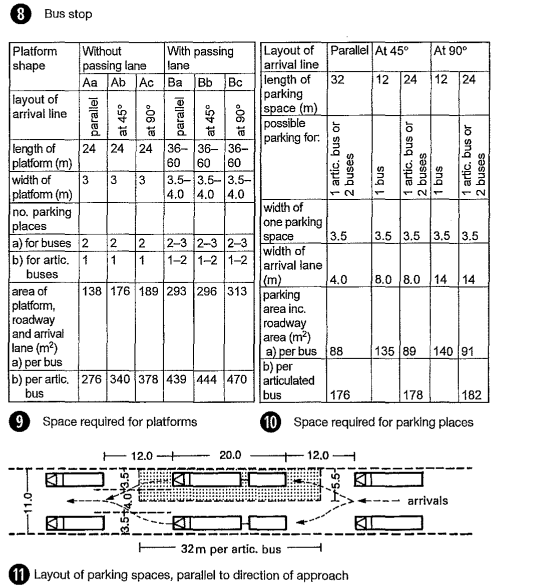 8 Bus stop
Platform shape Without passing lane With passing lane
Aa Ab Ac Ba Bb Bc
layout of arrival line parallel at 45° at 90° parallel at 45° at 90°
length of platform (m) 24 24 24 36–60 36–60 36–60
width of platform (m) 3 3 3 3.5–4.0 3.5–4.0 3.5–4.0
no. parking places
a) for buses 2 2 2 2–3 2–3 2–3
b) for artic. buses 1 1 1 1–2 1–2 1–2
area of platform, roadway and arrival lane (m²)
a) per bus 138 176 189 293 296 313
b) per artic. bus 276 340 378 439 444 470
9 Space required for platforms
Layout of arrival line Parallel At 45° At 90°
length of parking space (m) 32 12 24 12 24
possible parking for: 1 artic. bus or 2 buses 1 bus 1 artic. bus or 2 buses 1 bus 1 artic. bus or 2 buses
width of one parking space 3.5 3.5 3.5 3.5 3.5
width of arrival lane (m) 4.0 8.0 8.0 14 14
parking area inc. roadway area (m²)
a) per bus 88 135 89 140 91
b) per articulated bus 176 178 182
10 Space required for parking places
12.0 20.0 12.0
11.0 3.5 4.0 3.5 5.5
arrivals
32 m per artic. bus
11 Layout of parking spaces, parallel to direction of approach